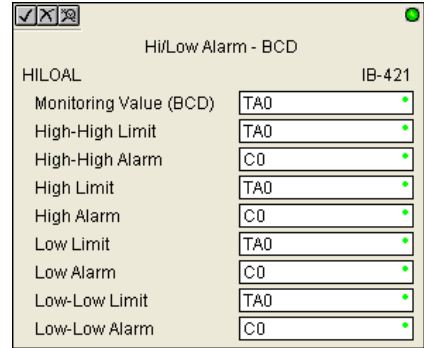 Hi/Low Alarm - BCD
HILOAL IB-421
Monitoring Value (BCD) TA0
High-High Limit TA0
High-High Alarm C0
High Limit TA0
High Alarm C0
Low Limit TA0
Low Alarm C0
Low-Low Limit TA0
Low-Low Alarm C0